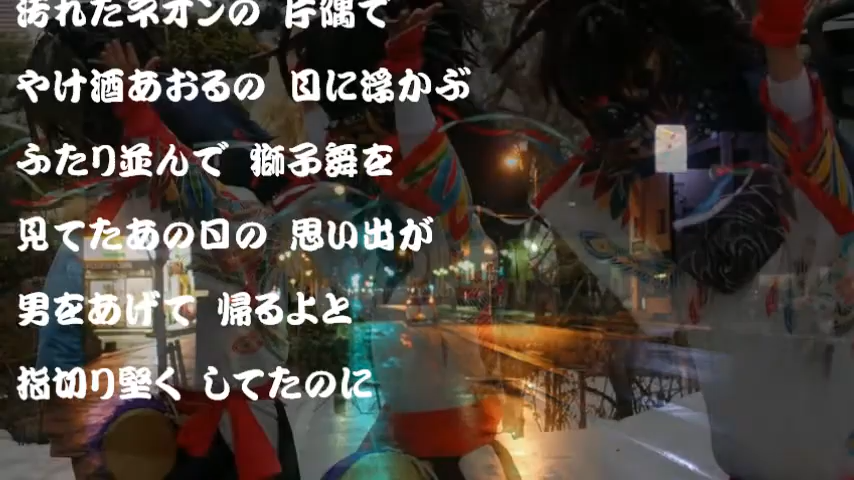 汚れたネオンの 片隅で
やけ酒あおるの 目に浮かぶ
ふたり並んで 獅子舞を
見てたあの日の 思い出が
男をあげて 帰るよと
指切り堅く してたのに